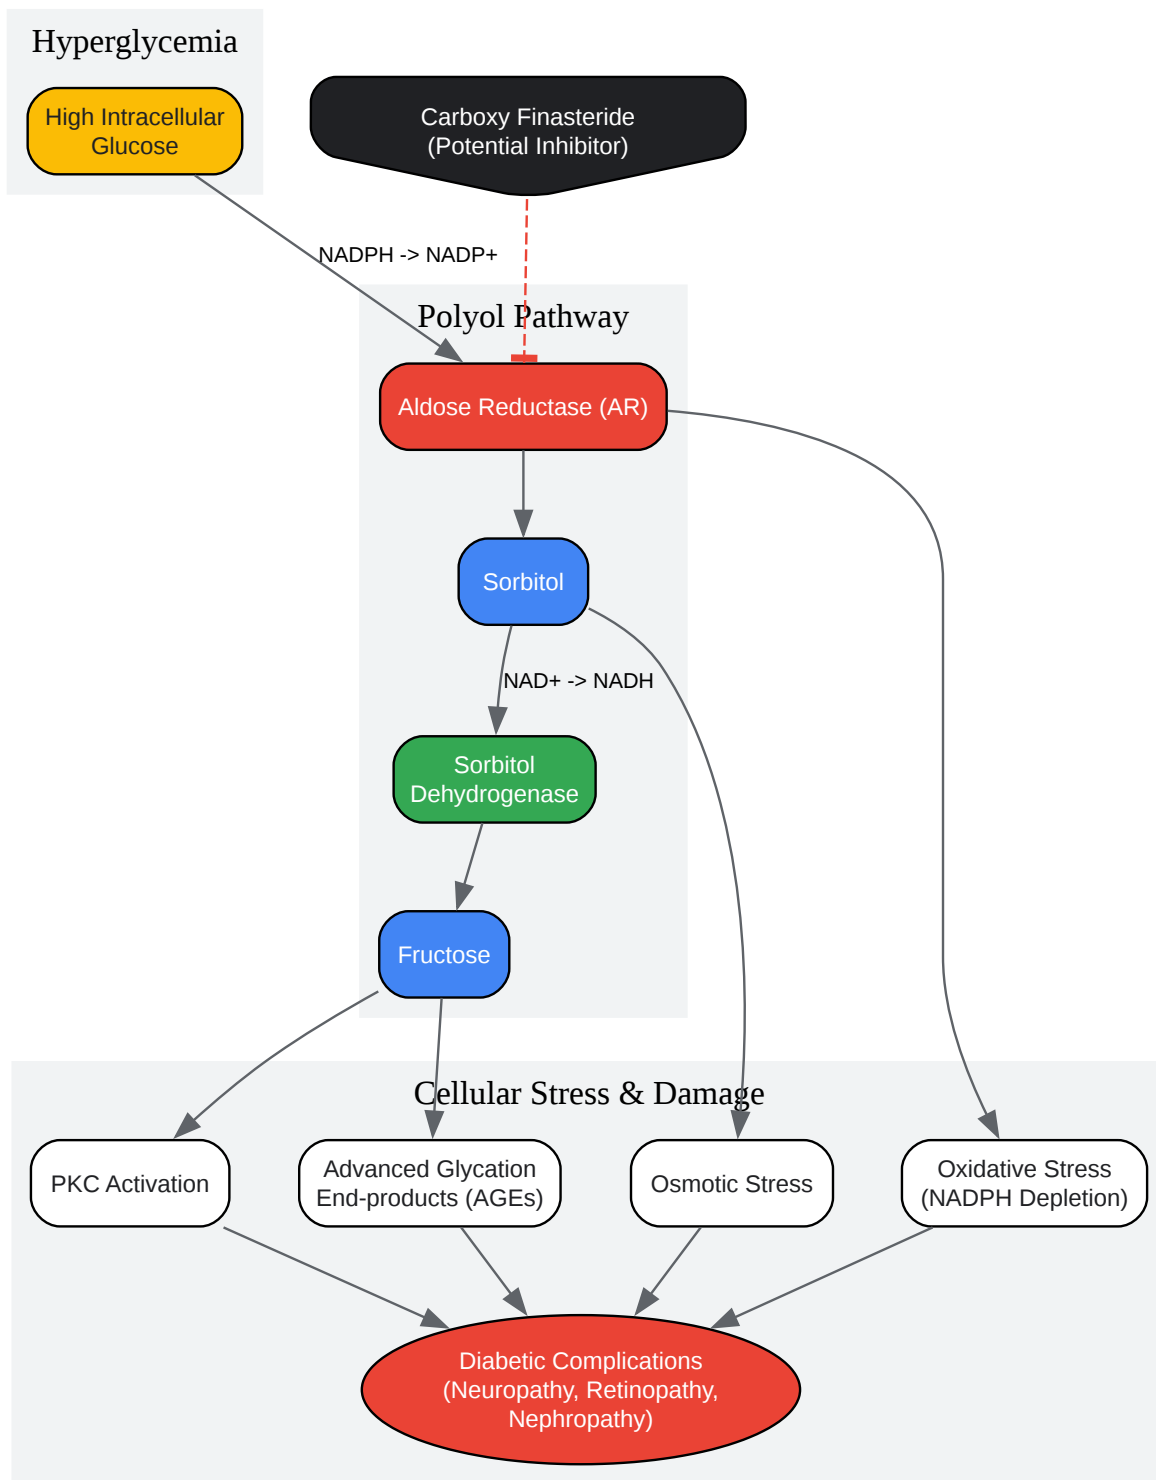 Hyperglycemia
High Intracellular
Glucose
Carboxy Finasteride
(Potential Inhibitor)
NADPH -> NADP+
Polyol Pathway
Aldose Reductase (AR)
Sorbitol
NAD+ -> NADH
Sorbitol
Dehydrogenase
Fructose
Cellular Stress & Damage
PKC Activation
Advanced Glycation
End-products (AGEs)
Osmotic Stress
Oxidative Stress
(NADPH Depletion)
Diabetic Complications
(Neuropathy, Retinopathy,
Nephropathy)